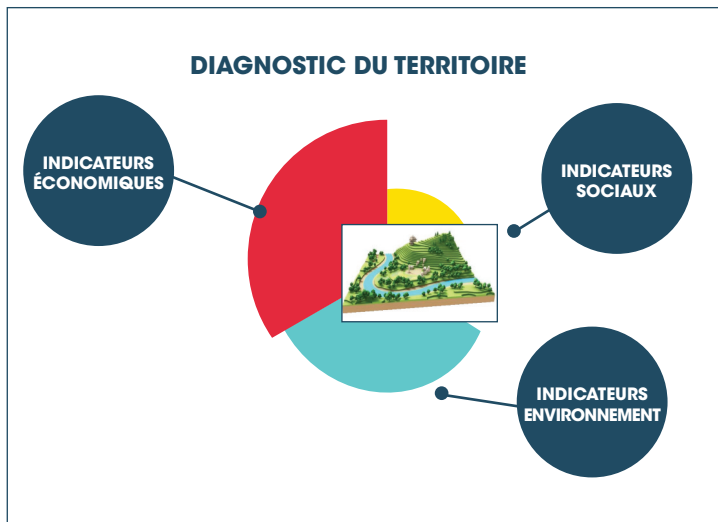 DIAGNOSTIC DU TERRITOIRE
INDICATEURS
ÉCONOMIQUES
INDICATEURS
SOCIAUX
INDICATEURS
ENVIRONNEMENT